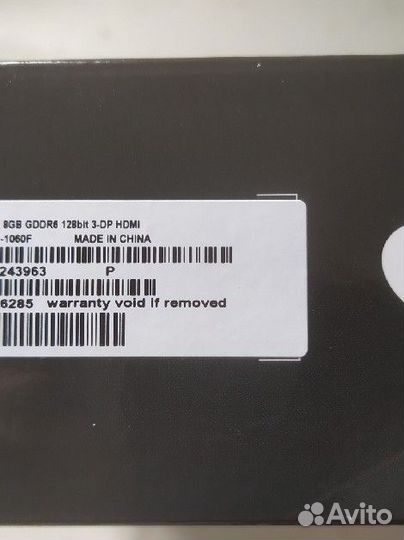 8GB GDDR6 128bit 3-DP HDMI
-1060F MADE IN CHINA
243963 P
6285 warranty void if removed
Avito